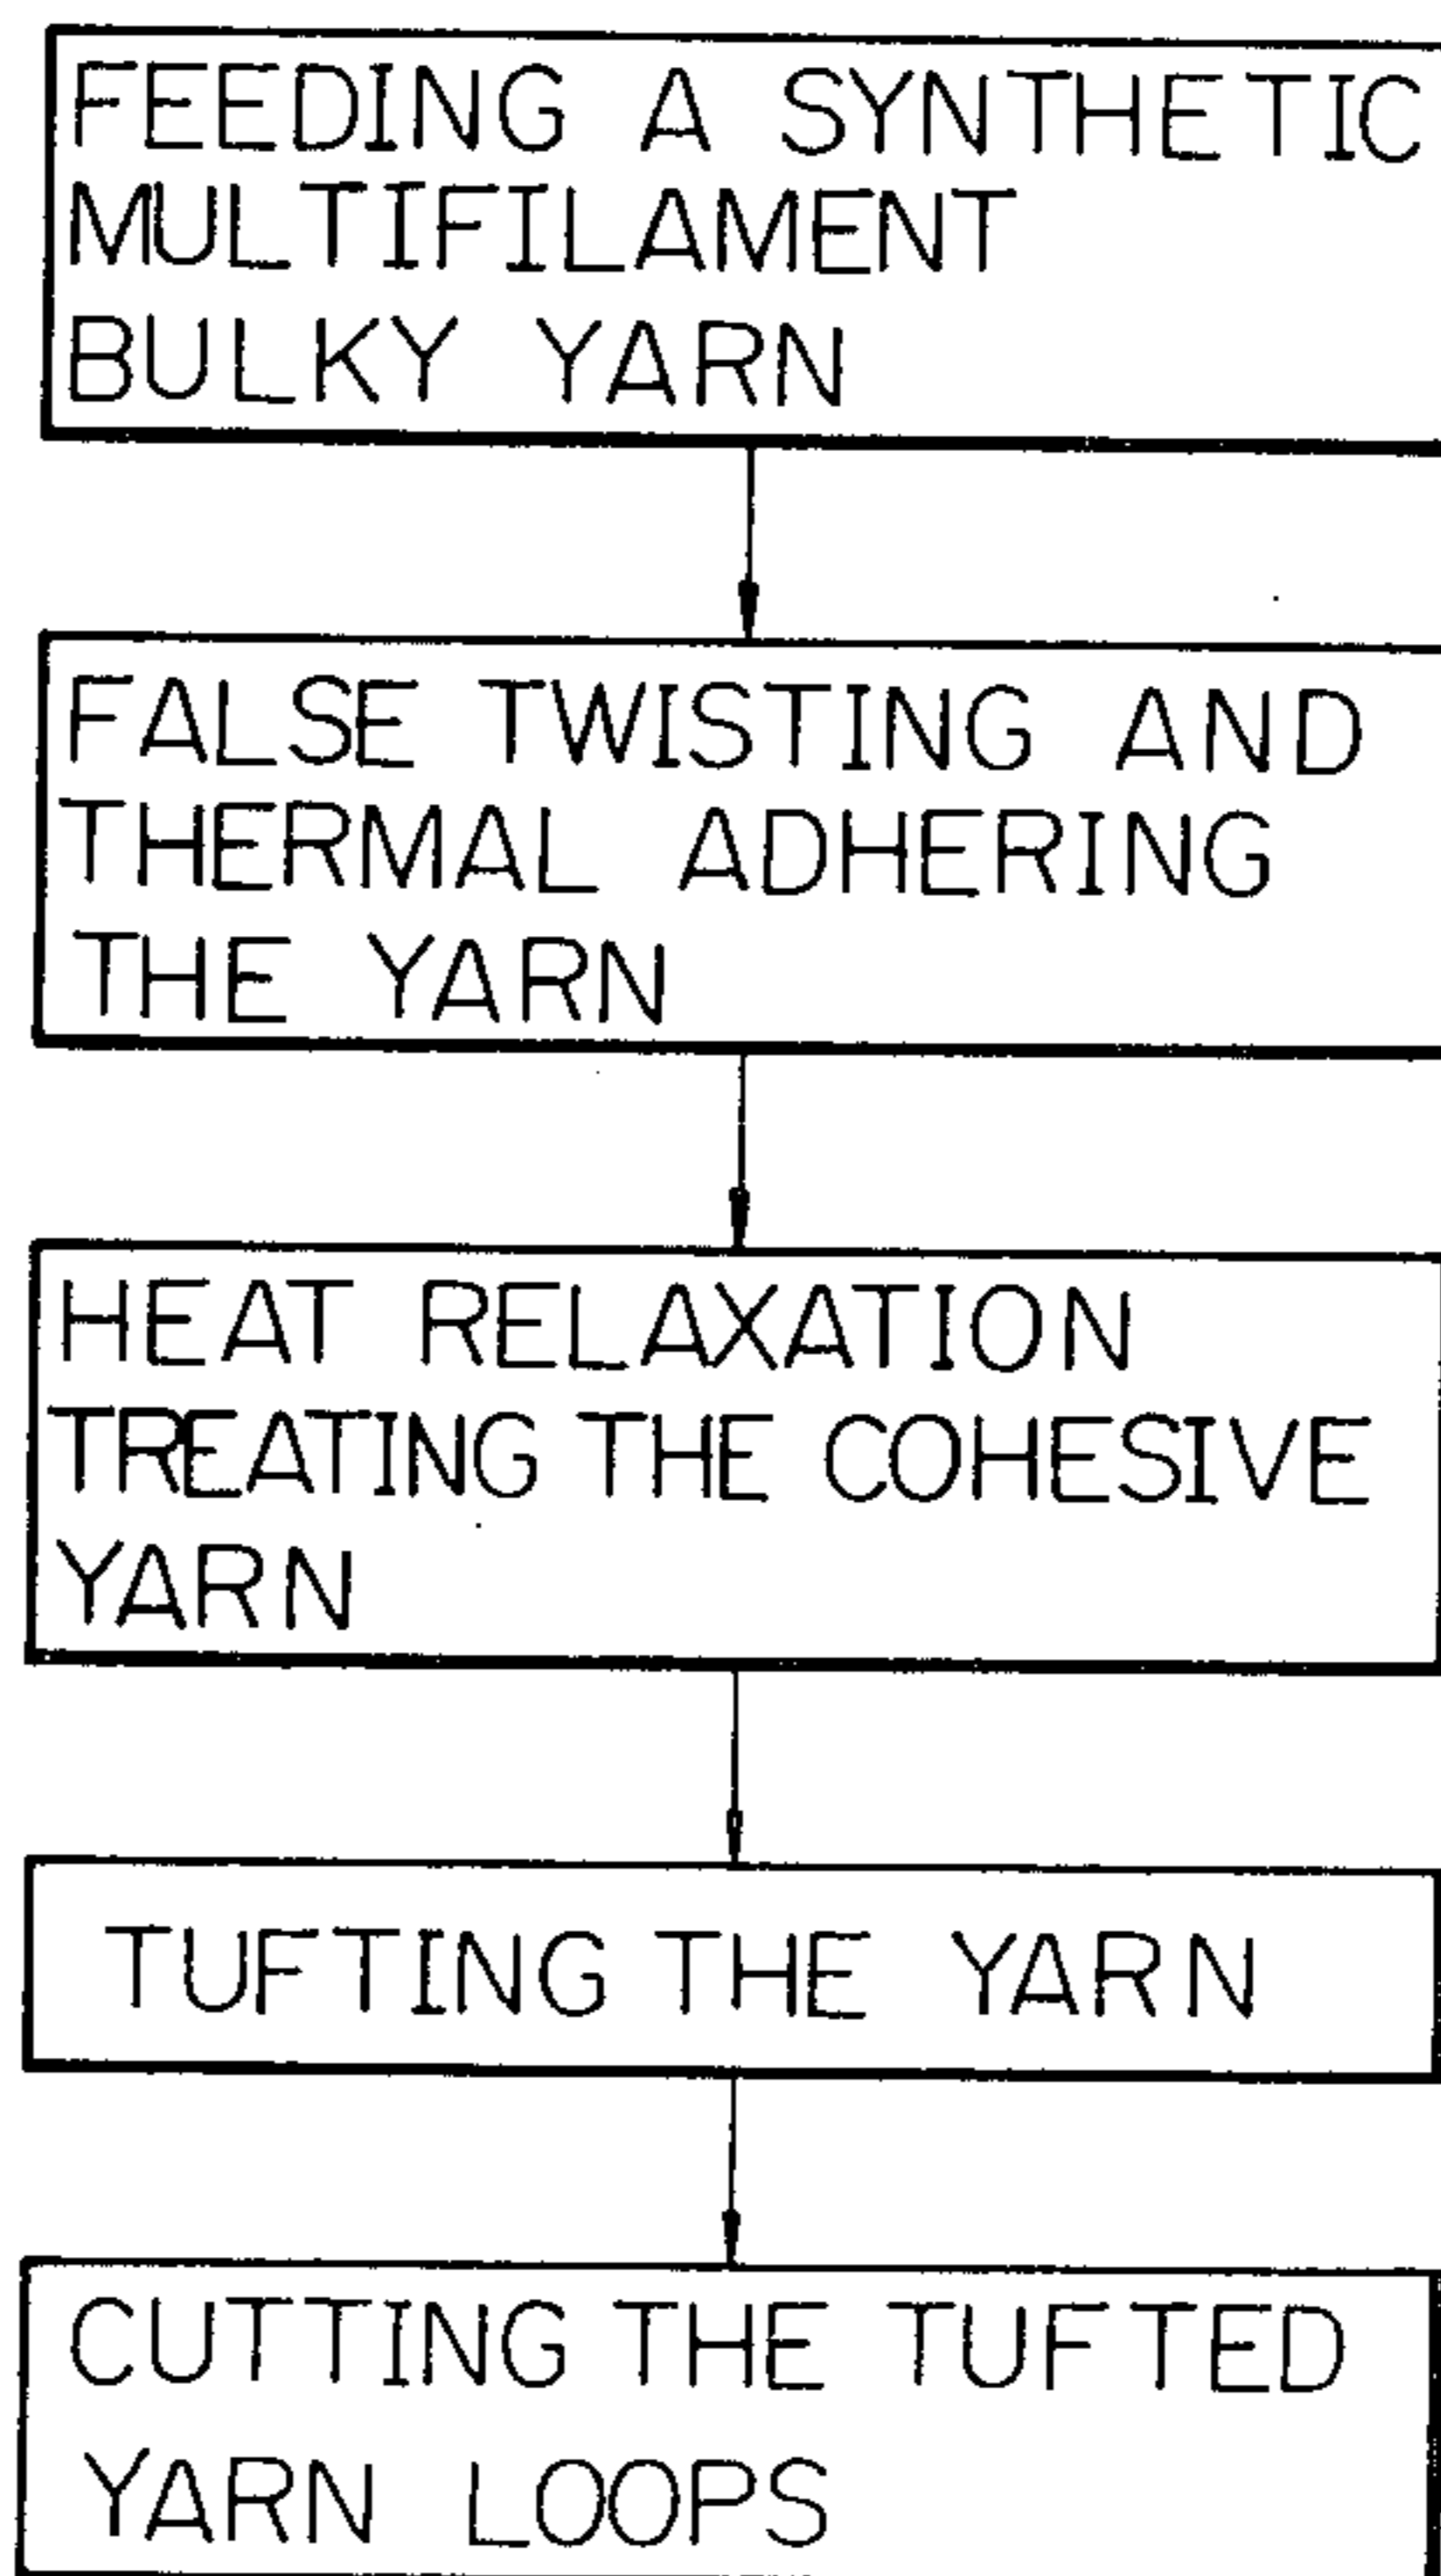 FEEDING A SYNTHETIC
MULTIFILAMENT
BULKY YARN
FALSE TWISTING AND
THERMAL ADHERING
THE YARN
HEAT RELAXATION
TREATING THE COHESIVE
YARN
TUFTING THE YARN
CUTTING THE TUFTED
YARN LOOPS